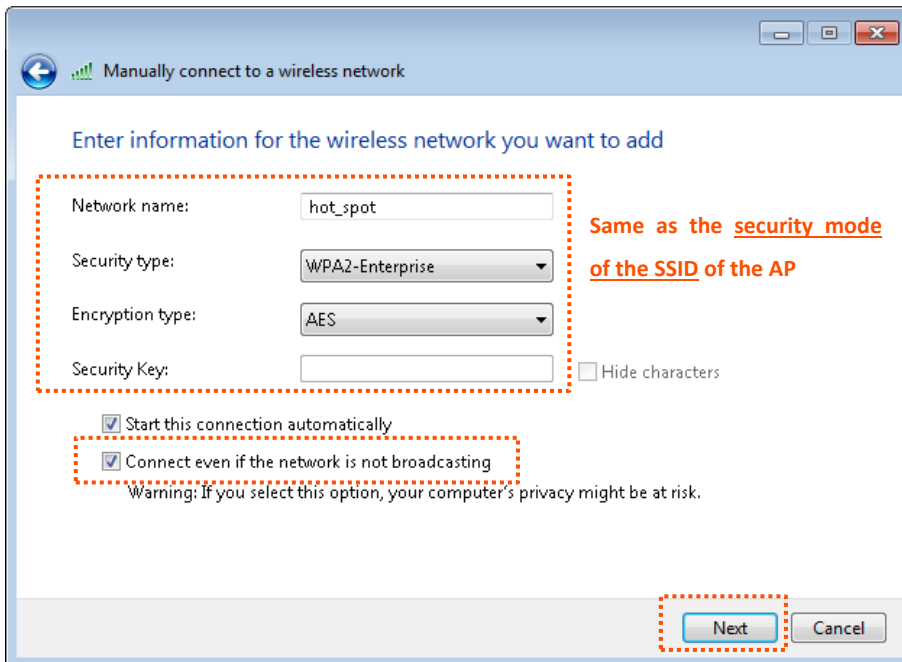 Manually connect to a wireless network
Enter information for the wireless network you want to add
Network name: hot_spot
Same as the security mode
Security type: WPA2-Enterprise
of the SSID of the AP
Encryption type: AES
Security Key:
Hide characters
Start this connection automatically
Connect even if the network is not broadcasting
Warning: If you select this option, your computer's privacy might be at risk.
Next
Cancel